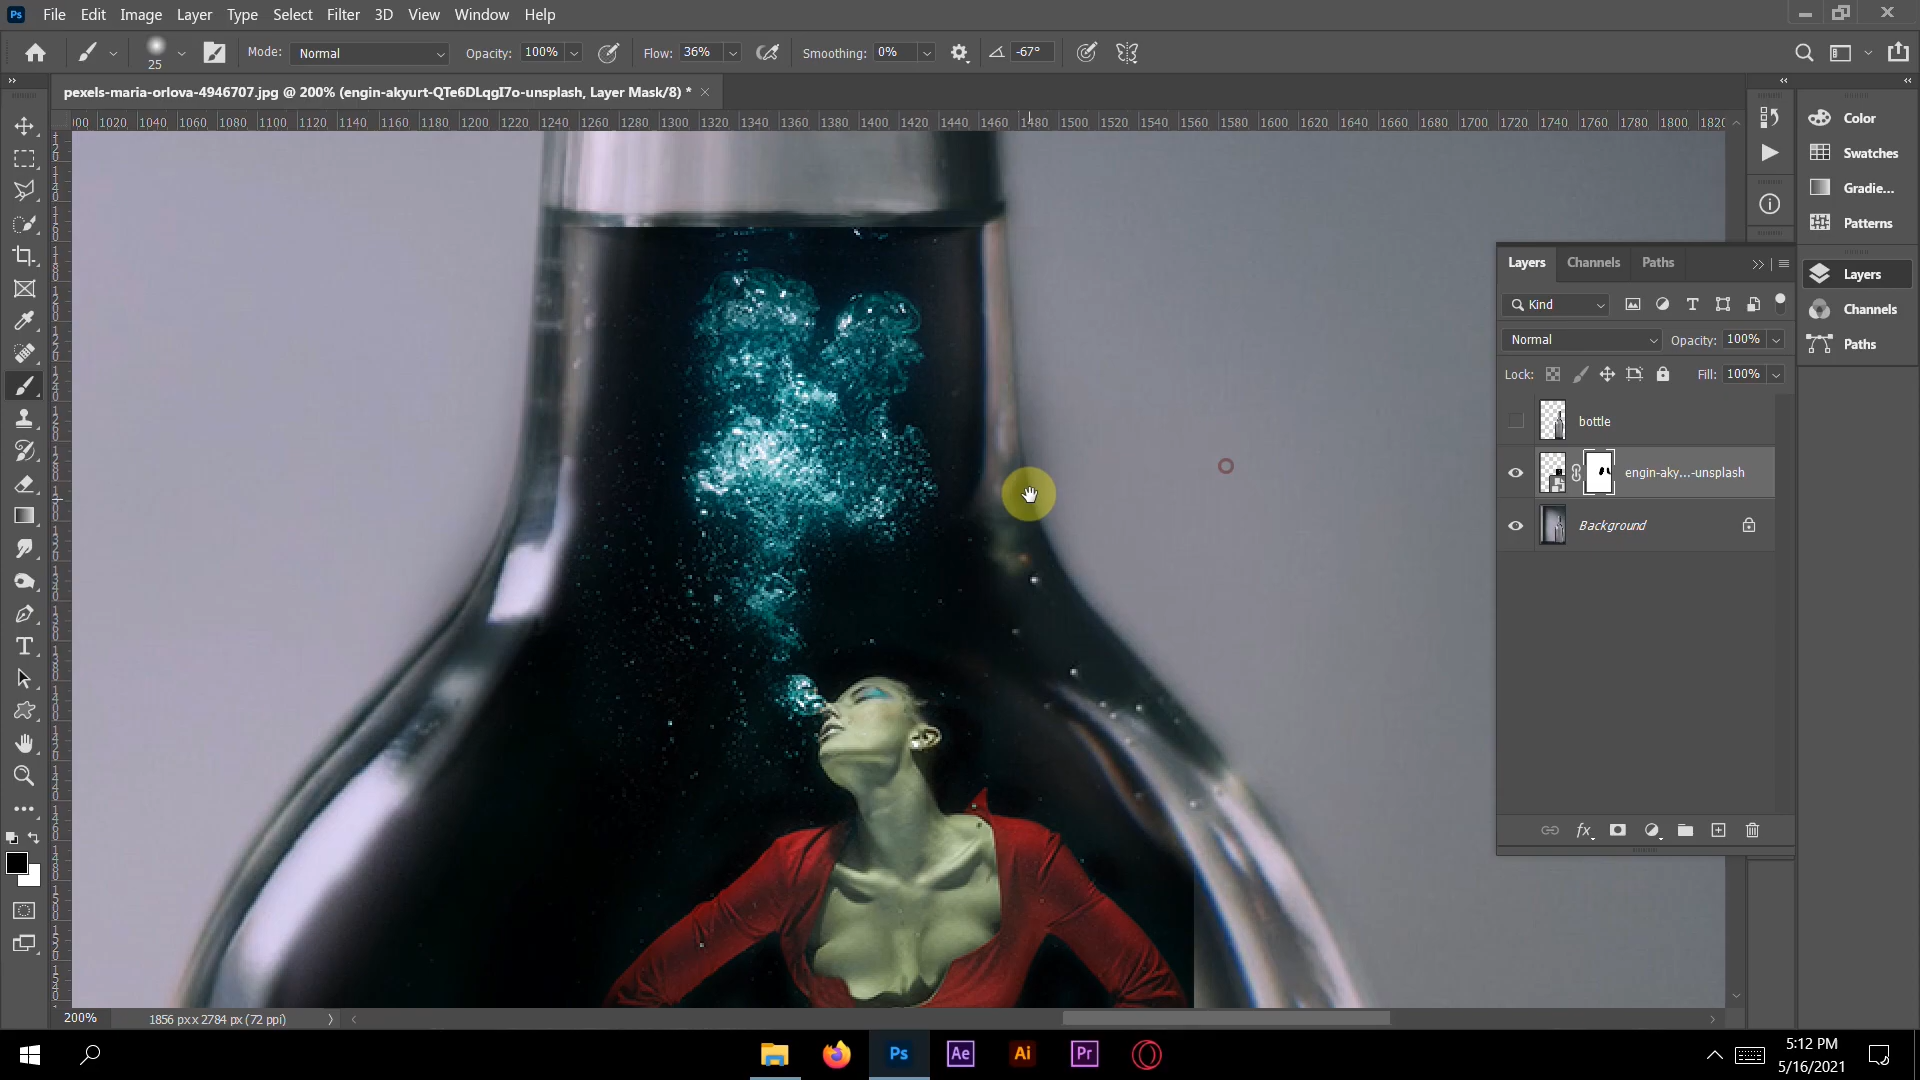 Ps File Edit Image Layer Type Select Filter 3D View Window Help
25 Mode: Normal Opacity: 100% Flow: 36% Smoothing: 0% -67°
pexels-maria-orlova-4946707.jpg @ 200% (engin-akyurt-QTe6DLqgI7o-unsplash, Layer Mask/8) *
000 1020 1040 1060 1080 1100 1120 1140 1160 1180 1200 1220 1240 1260 1280 1300 1320 1340 1360 1380 1400 1420 1440 1460 1480 1500 1520 1540 1560 1580 1600 1620 1640 1660 1680 1700 1720 1740 1760 1780 1800 1820
Color
Swatches
Gradie...
Patterns
Layers
Channels
Paths
Layers Channels Paths
Kind
Normal Opacity: 100%
Lock: Fill: 100%
bottle
engin-aky...-unsplash
Background
fx
200% 1856 px x 2784 px (72 ppi)
Ps Ae Ai Pr
5:12 PM
5/16/2021